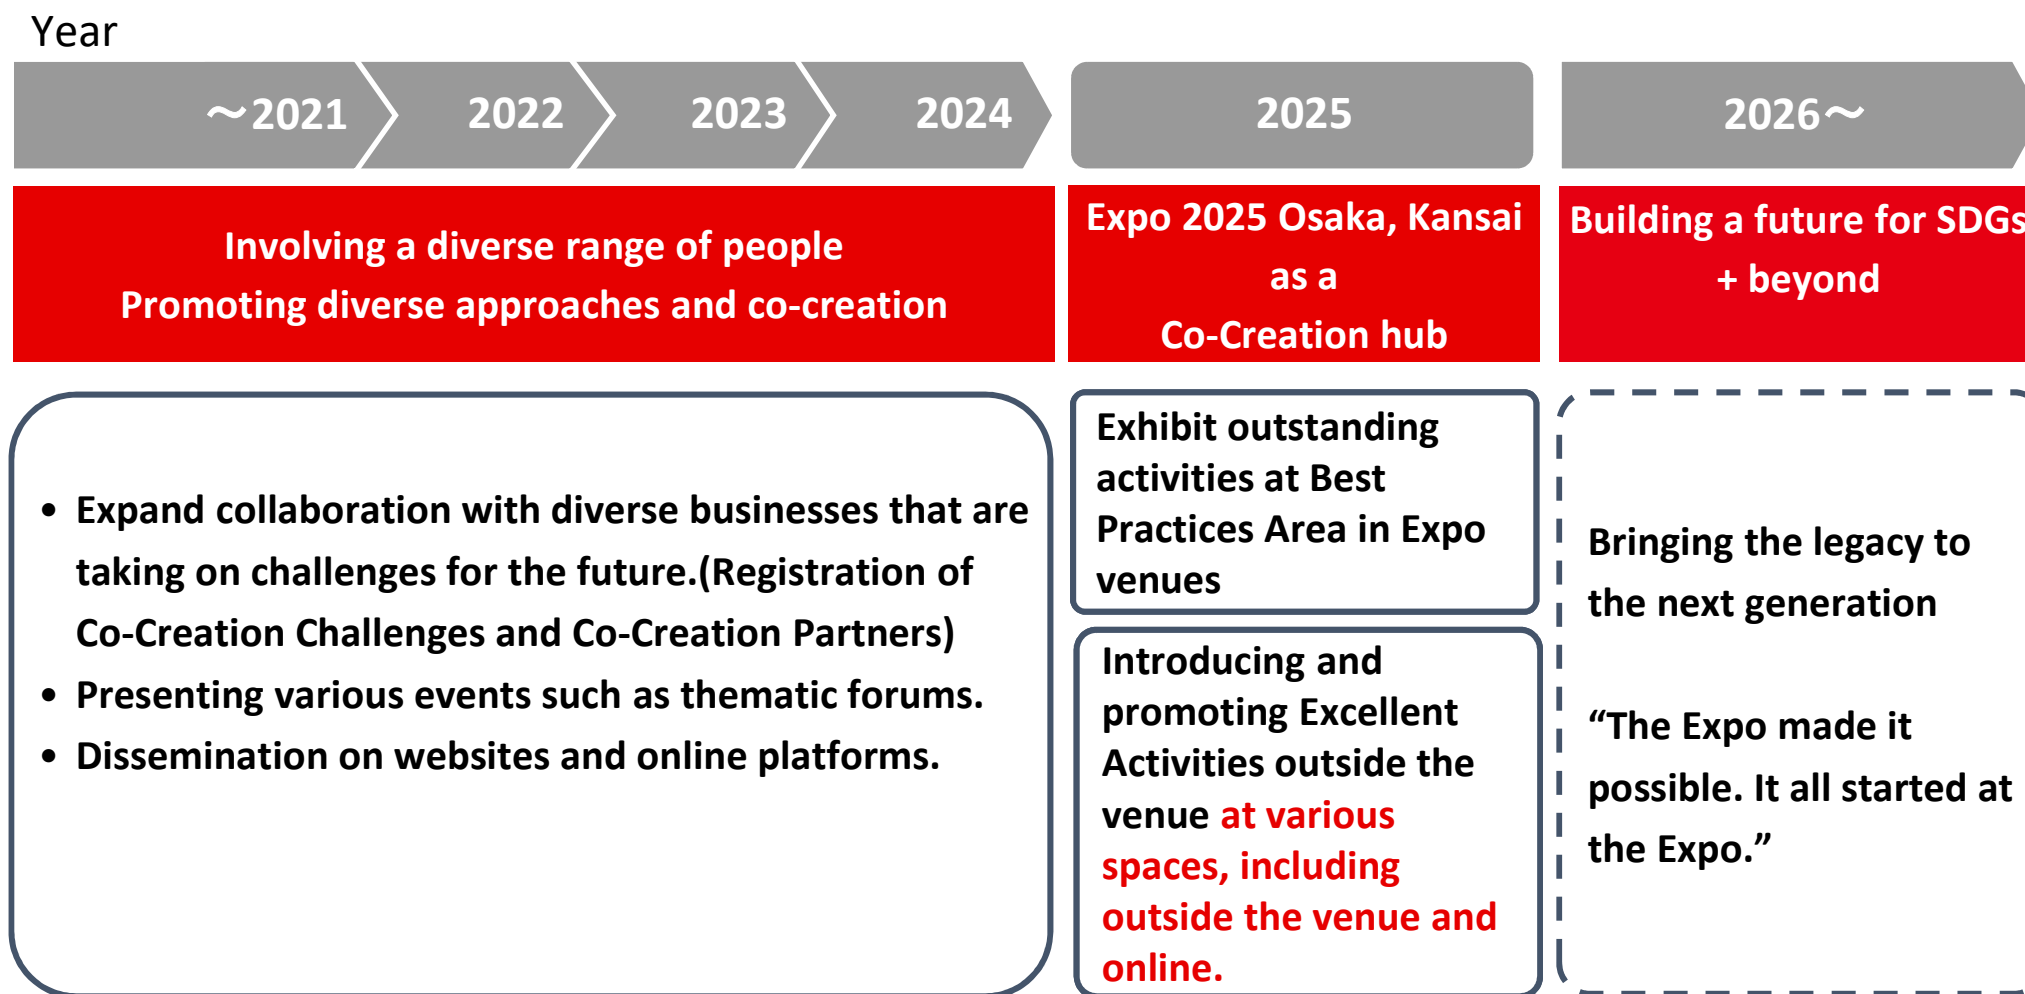 Year
～2021
2022
2023
2024
2025
2026～
Involving a diverse range of people
Promoting diverse approaches and co-creation
Expo 2025 Osaka, Kansai
as a
Co-Creation hub
Building a future for SDGs
+ beyond
• Expand collaboration with diverse businesses that are
taking on challenges for the future.(Registration of
Co-Creation Challenges and Co-Creation Partners)
• Presenting various events such as thematic forums.
• Dissemination on websites and online platforms.
Exhibit outstanding
activities at Best
Practices Area in Expo
venues
Introducing and
promoting Excellent
Activities outside the
venue at various
spaces, including
outside the venue and
online.
Bringing the legacy to
the next generation
“The Expo made it
possible. It all started at
the Expo.”